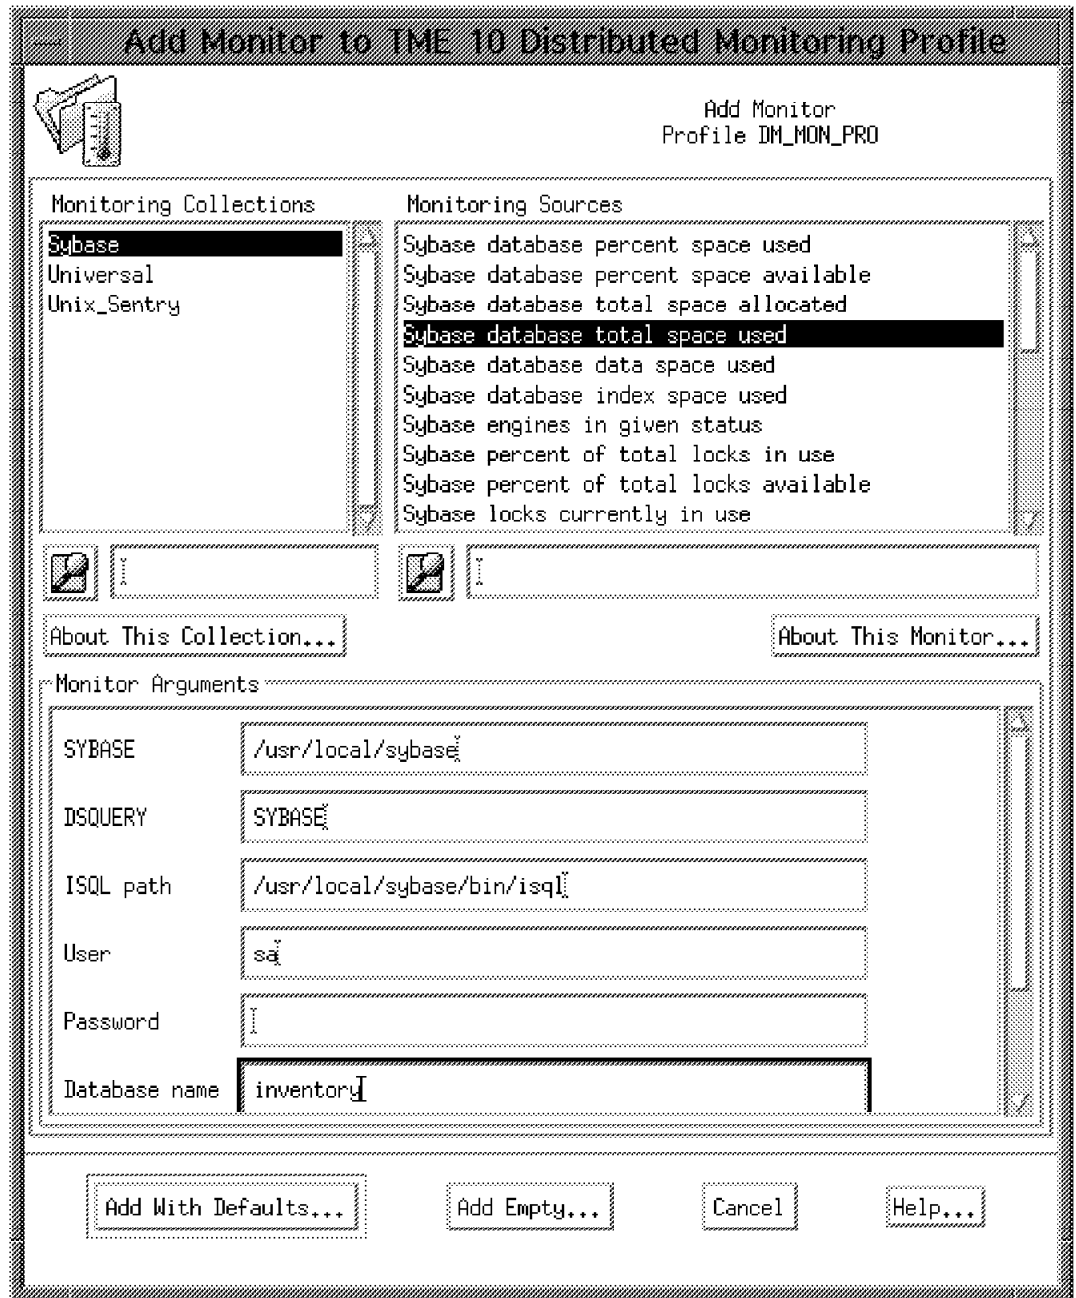 Add Monitor to TME 10 Distributed Monitoring Profile
Add Monitor
Profile DM_MON_PRO
Monitoring Collections
Sybase
Universal
Unix_Sentry
Monitoring Sources
Sybase database percent space used
Sybase database percent space available
Sybase database total space allocated
Sybase database total space used
Sybase database data space used
Sybase database index space used
Sybase engines in given status
Sybase percent of total locks in use
Sybase percent of total locks available
Sybase locks currently in use
About This Collection...
About This Monitor...
Monitor Arguments
SYBASE /usr/local/sybase
DSQUERY SYBASE
ISQL path /usr/local/sybase/bin/isql
User sa
Password
Database name inventory
Add With Defaults... Add Empty... Cancel Help...